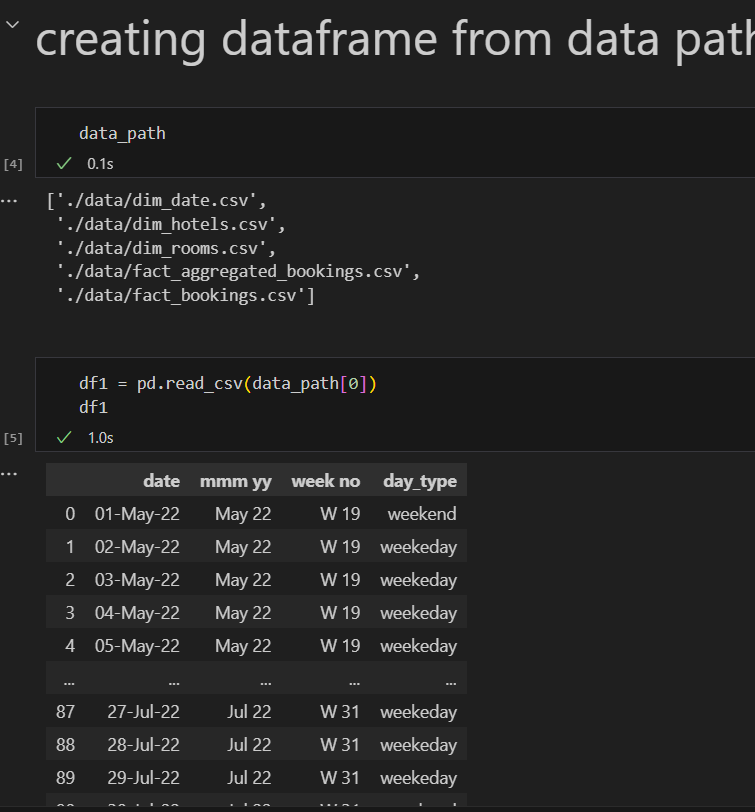 creating dataframe from data path
data_path
[4] 0.1s
['./data/dim_date.csv',
'./data/dim_hotels.csv',
'./data/dim_rooms.csv',
'./data/fact_aggregated_bookings.csv',
'./data/fact_bookings.csv']
df1 = pd.read_csv(data_path[0])
df1
[5] 1.0s
date mmm yy week no day_type
0 01-May-22 May 22 W 19 weekend
1 02-May-22 May 22 W 19 weekeday
2 03-May-22 May 22 W 19 weekeday
3 04-May-22 May 22 W 19 weekeday
4 05-May-22 May 22 W 19 weekeday
... ... ... ... ...
87 27-Jul-22 Jul 22 W 31 weekeday
88 28-Jul-22 Jul 22 W 31 weekeday
89 29-Jul-22 Jul 22 W 31 weekeday